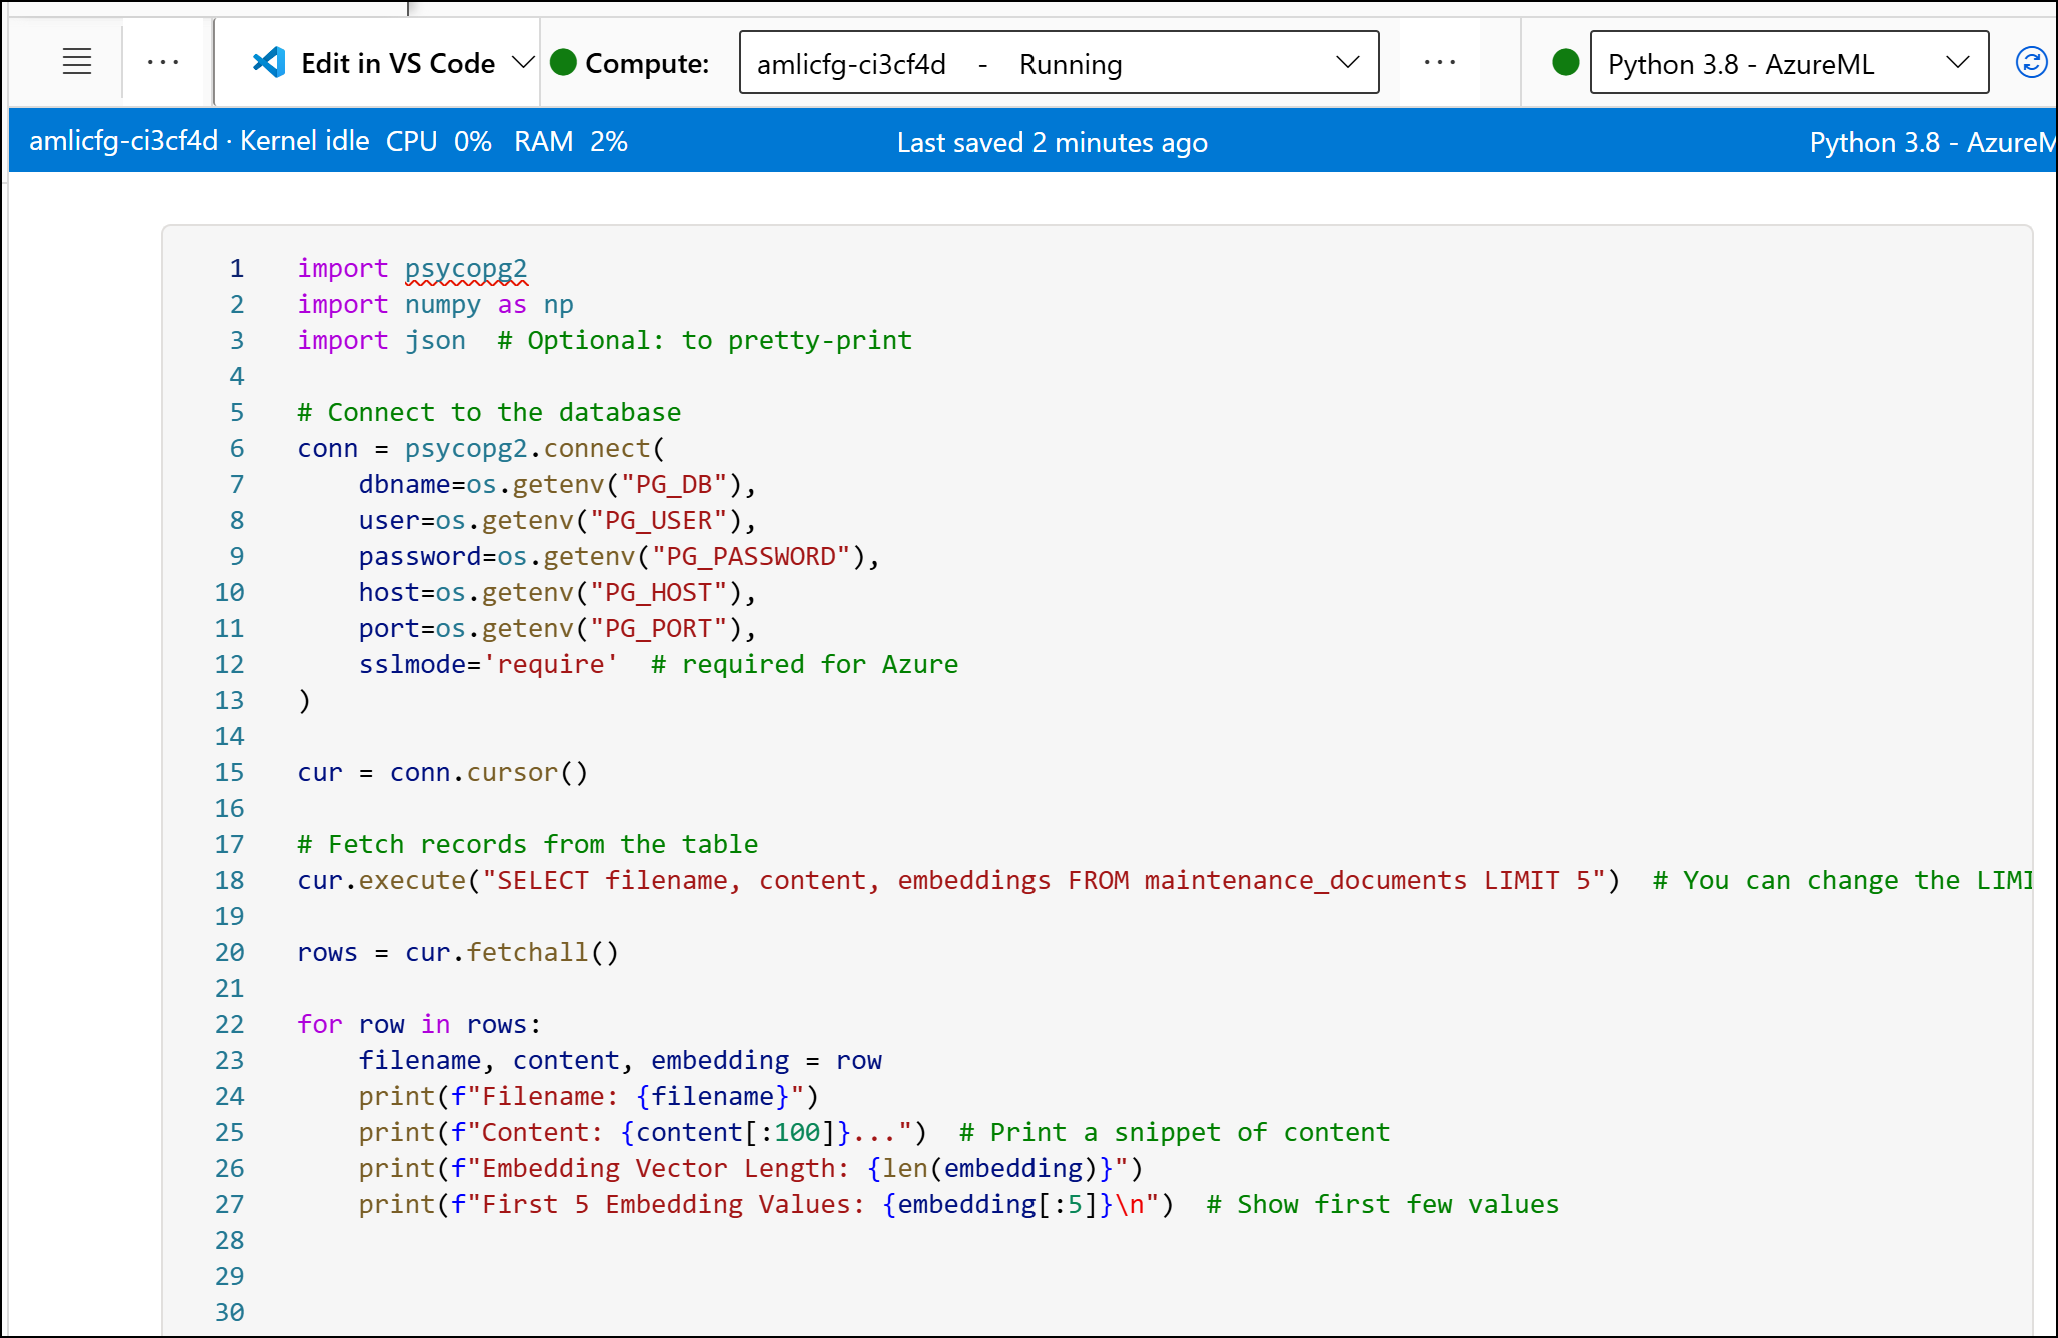 ··· Edit in VS Code Compute: amlicfg-ci3cf4d - Running ··· Python 3.8 - AzureML
amlicfg-ci3cf4d · Kernel idle CPU 0% RAM 2% Last saved 2 minutes ago Python 3.8 - AzureM
1 import psycopg2
2 import numpy as np
3 import json  # Optional: to pretty-print
4
5 # Connect to the database
6 conn = psycopg2.connect(
7     dbname=os.getenv("PG_DB"),
8     user=os.getenv("PG_USER"),
9     password=os.getenv("PG_PASSWORD"),
10     host=os.getenv("PG_HOST"),
11     port=os.getenv("PG_PORT"),
12     sslmode='require'  # required for Azure
13 )
14
15 cur = conn.cursor()
16
17 # Fetch records from the table
18 cur.execute("SELECT filename, content, embeddings FROM maintenance_documents LIMIT 5")  # You can change the LIMI
19
20 rows = cur.fetchall()
21
22 for row in rows:
23     filename, content, embedding = row
24     print(f"Filename: {filename}")
25     print(f"Content: {content[:100]}...")  # Print a snippet of content
26     print(f"Embedding Vector Length: {len(embedding)}")
27     print(f"First 5 Embedding Values: {embedding[:5]}\n")  # Show first few values
28
29
30